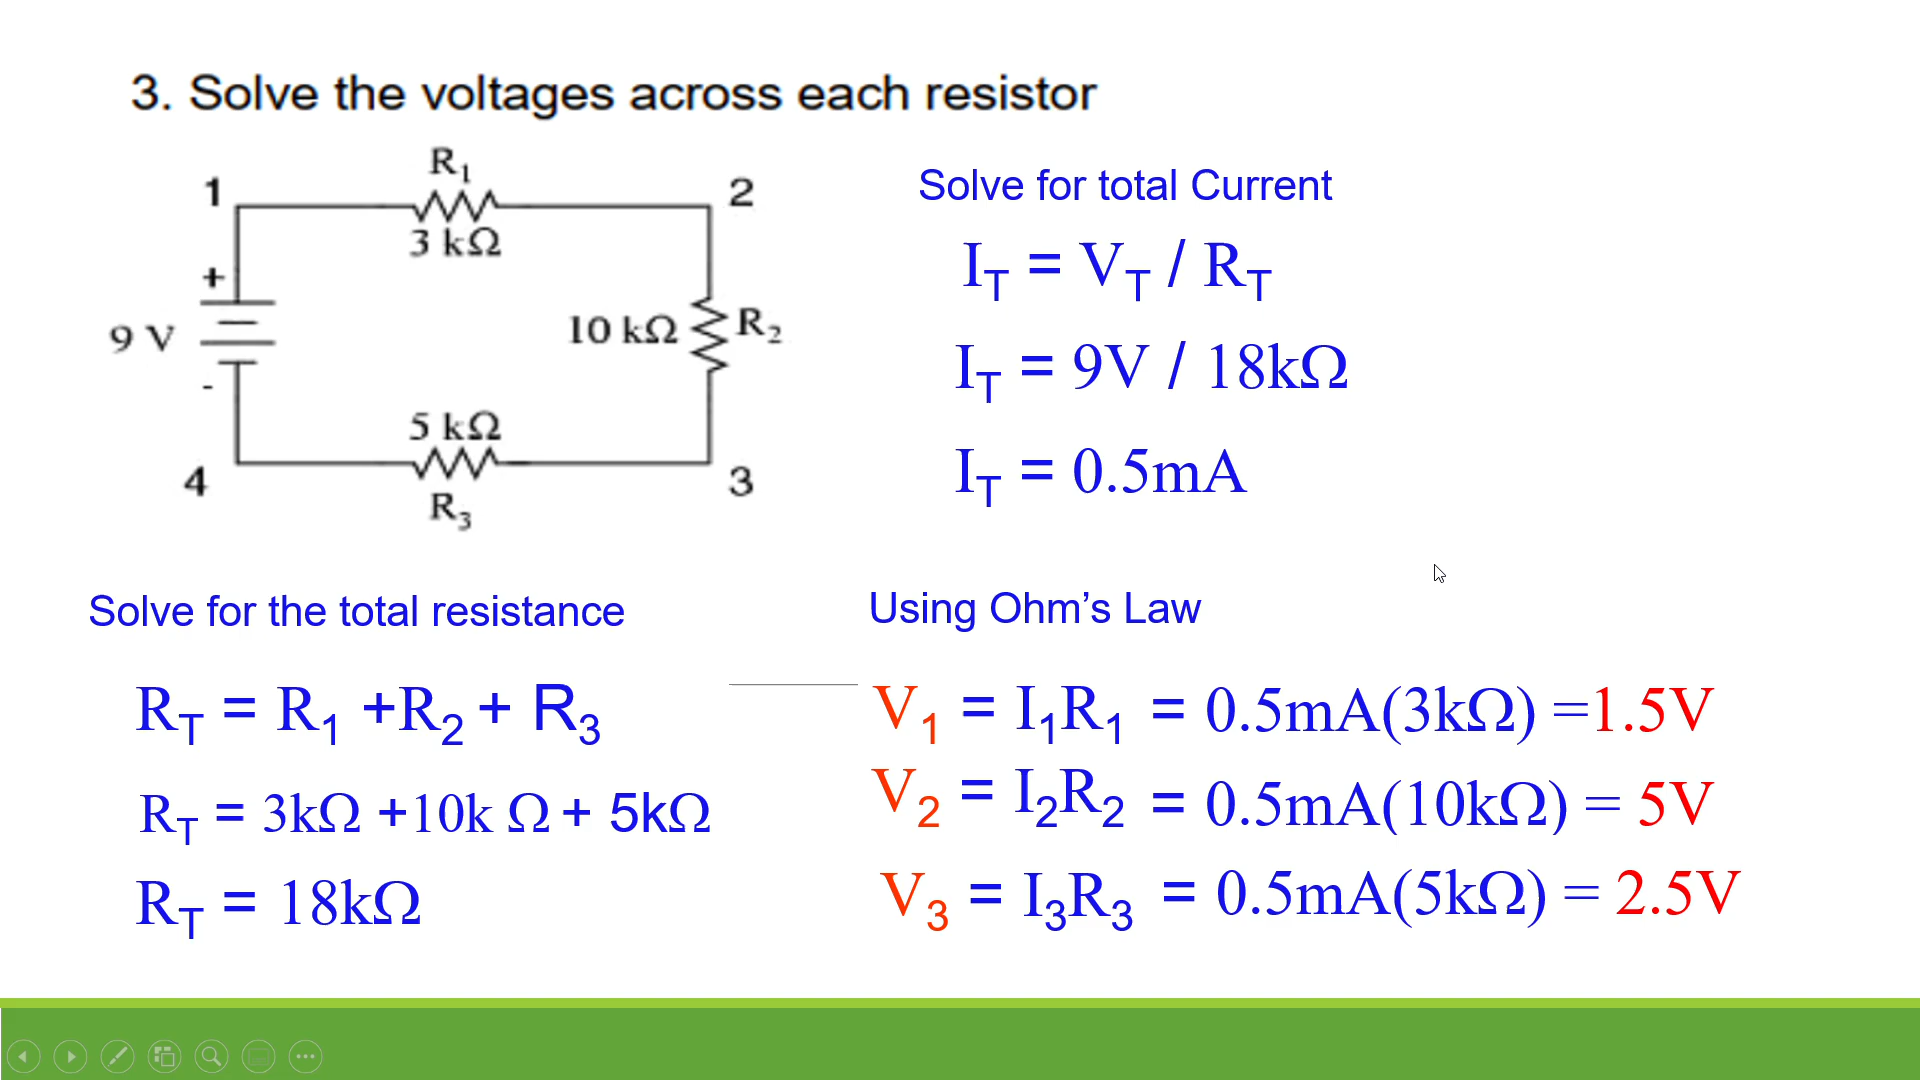 3. Solve the voltages across each resistor
R₁
1
2
3 kΩ
+
9 V
10 kΩ
R₂
-
5 kΩ
4
3
R₃
Solve for total Current
I_T = V_T / R_T
I_T = 9V / 18kΩ
I_T = 0.5mA
Solve for the total resistance
R_T = R₁ +R₂ + R₃
R_T = 3kΩ +10k Ω + 5kΩ
R_T = 18kΩ
Using Ohm’s Law
V₁ = I₁R₁ = 0.5mA(3kΩ) =1.5V
V₂ = I₂R₂ = 0.5mA(10kΩ) = 5V
V₃ = I₃R₃ = 0.5mA(5kΩ) = 2.5V